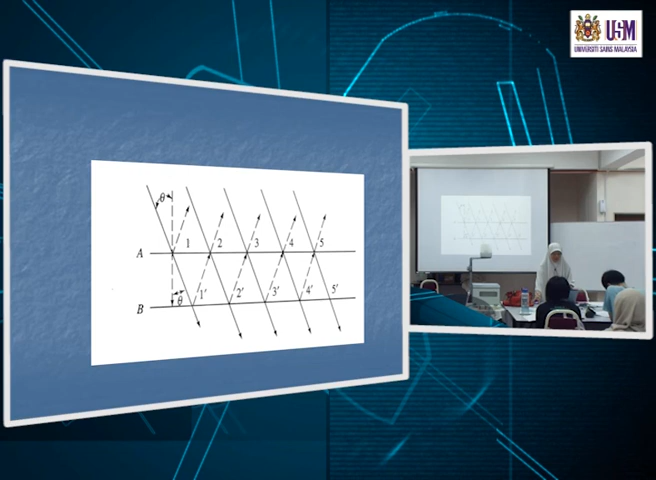 USM
UNIVERSITI SAINS MALAYSIA
θ
1 2 3 4 5
A
θ
1′ 2′ 3′ 4′ 5′
B